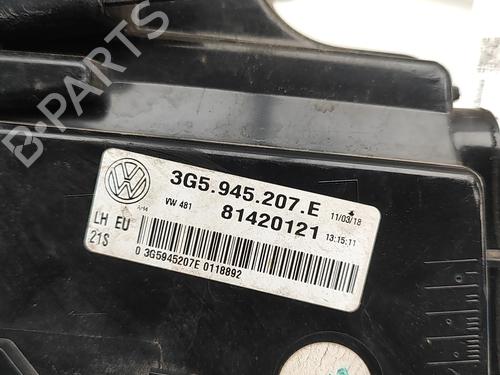 B-PARTS
3G5.945.207.E
11/03/18
VW 481
81420121
13:15:11
LH EU
21S
0 3G5945207E 0118892